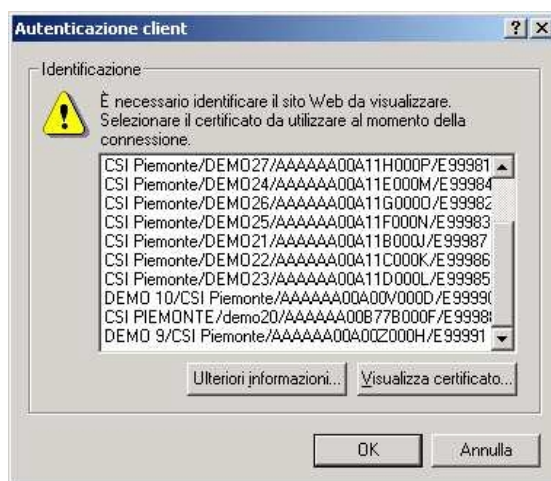 Autenticazione client
Identificazione
È necessario identificare il sito Web da visualizzare.
Selezionare il certificato da utilizzare al momento della
connessione.
CSI Piemonte/DEMO27/AAAAAA00A11H000P/E99981
CSI Piemonte/DEMO24/AAAAAA00A11E000M/E99984
CSI Piemonte/DEMO26/AAAAAA00A11G000O/E99982
CSI Piemonte/DEMO25/AAAAAA00A11F000N/E99983
CSI Piemonte/DEMO21/AAAAAA00A11B000J/E99987
CSI Piemonte/DEMO22/AAAAAA00A11C000K/E99986
CSI Piemonte/DEMO23/AAAAAA00A11D000L/E99985
DEMO 10/CSI Piemonte/AAAAAA00A00V000D/E9999
CSI PIEMONTE/demo20/AAAAAA00B77B000F/E9998
DEMO 9/CSI Piemonte/AAAAAA00A00Z000H/E99991
Ulteriori informazioni...
Visualizza certificato...
OK
Annulla